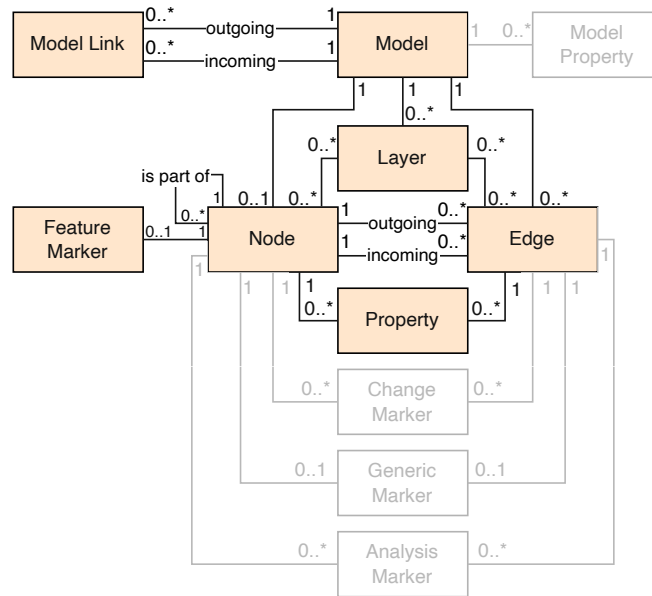 0..* outgoing 1
Model Link
0..* incoming 1
Model
1 0..*
Model
Property
1 1 1
0..*
0..* Layer 0..*
is part of
1
0..*
0..1 0..* 0..* 0..*
Feature
Marker
0..1 1
Node
1 outgoing 0..*
1 incoming 0..*
Edge
1 1 1 1
0..* Property 0..*
1 1 1 1 1 1
0..* Change
Marker 0..*
0..1 Generic
Marker 0..1
0..* Analysis
Marker 0..*